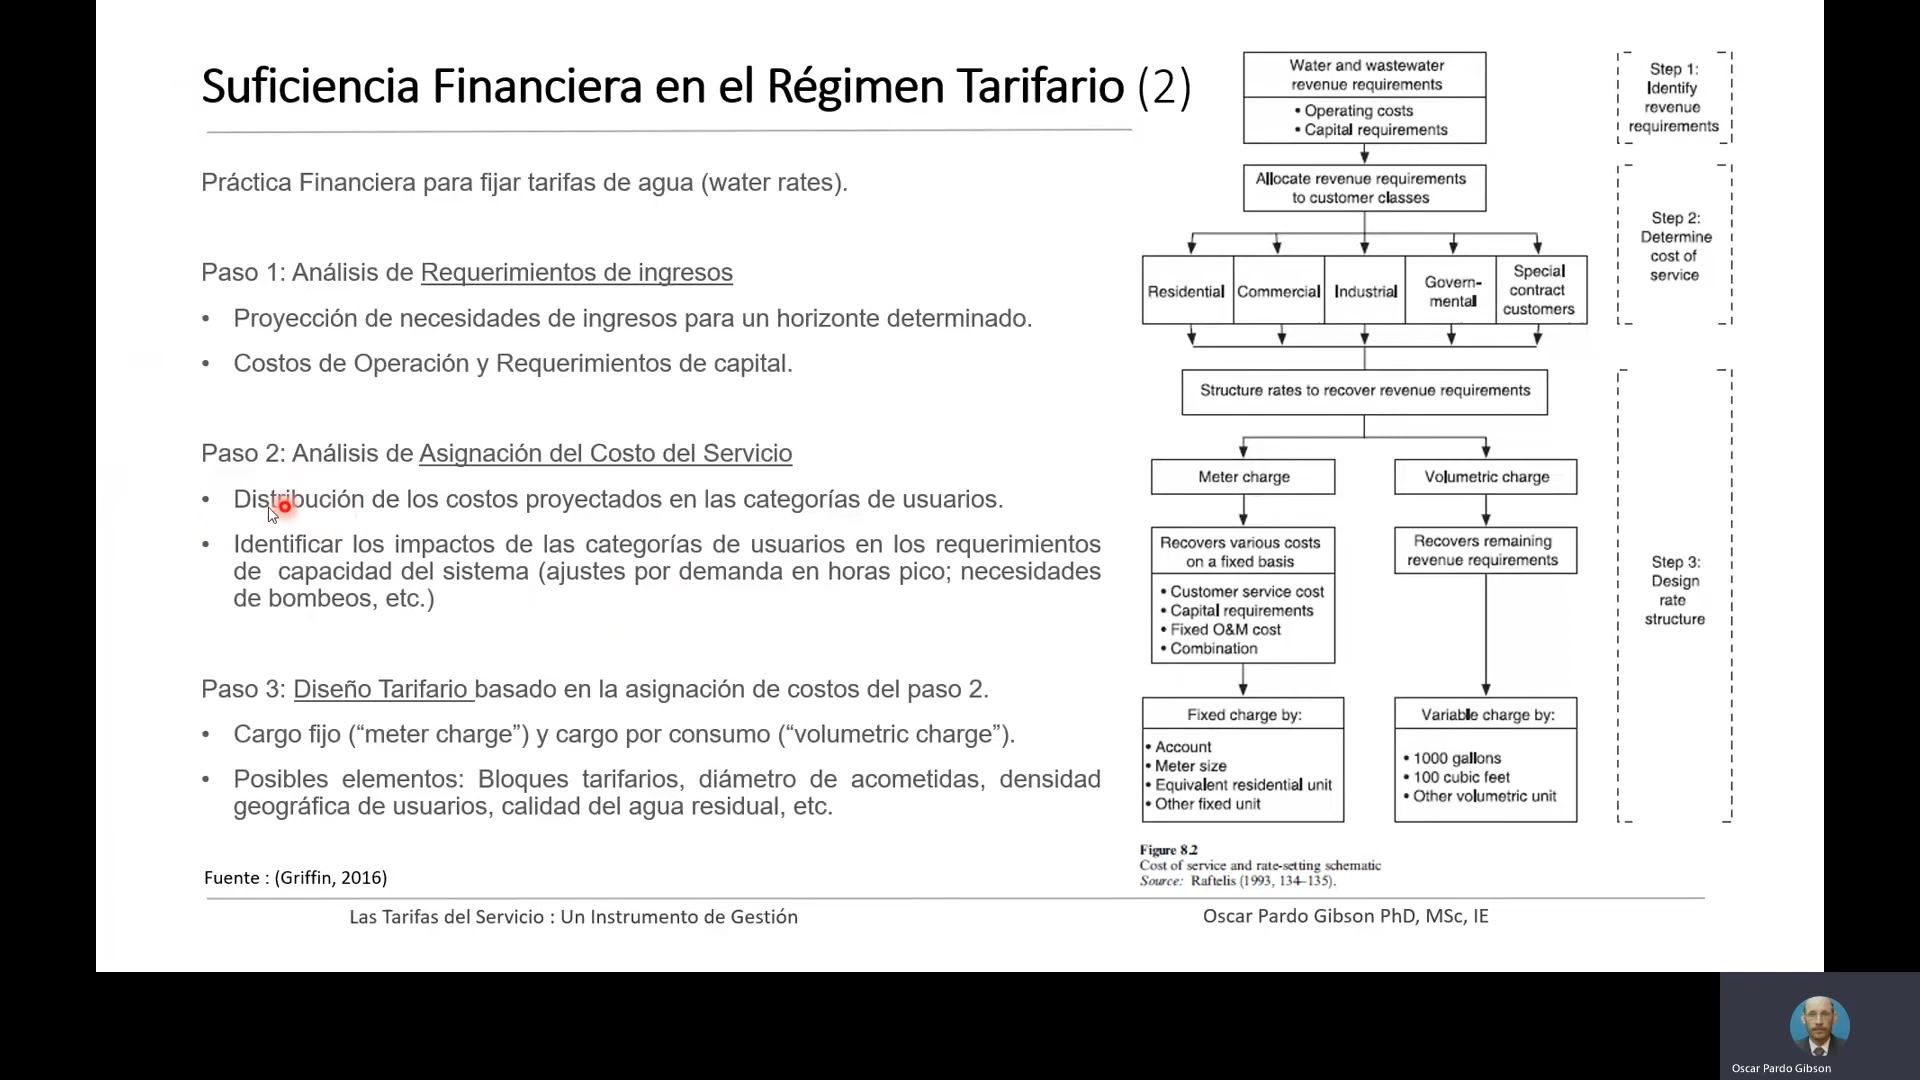 Suficiencia Financiera en el Régimen Tarifario (2)
Práctica Financiera para fijar tarifas de agua (water rates).
Paso 1: Análisis de Requerimientos de ingresos
• Proyección de necesidades de ingresos para un horizonte determinado.
• Costos de Operación y Requerimientos de capital.
Paso 2: Análisis de Asignación del Costo del Servicio
• Distribución de los costos proyectados en las categorías de usuarios.
• Identificar los impactos de las categorías de usuarios en los requerimientos
de capacidad del sistema (ajustes por demanda en horas pico; necesidades
de bombeos, etc.)
Paso 3: Diseño Tarifario basado en la asignación de costos del paso 2.
• Cargo fijo (“meter charge”) y cargo por consumo (“volumetric charge”).
• Posibles elementos: Bloques tarifarios, diámetro de acometidas, densidad
geográfica de usuarios, calidad del agua residual, etc.
Fuente : (Griffin, 2016)
Water and wastewater
revenue requirements
• Operating costs
• Capital requirements
Step 1:
Identify
revenue
requirements
Allocate revenue requirements
to customer classes
Residential
Commercial
Industrial
Govern-
mental
Special
contract
customers
Step 2:
Determine
cost of
service
Structure rates to recover revenue requirements
Meter charge
Volumetric charge
Recovers various costs
on a fixed basis
• Customer service cost
• Capital requirements
• Fixed O&M cost
• Combination
Recovers remaining
revenue requirements
Step 3:
Design
rate
structure
Fixed charge by:
• Account
• Meter size
• Equivalent residential unit
• Other fixed unit
Variable charge by:
• 1000 gallons
• 100 cubic feet
• Other volumetric unit
Figure 8.2
Cost of service and rate-setting schematic
Source: Raftelis (1993, 134–135).
Las Tarifas del Servicio : Un Instrumento de Gestión
Oscar Pardo Gibson PhD, MSc, IE
Oscar Pardo Gibson